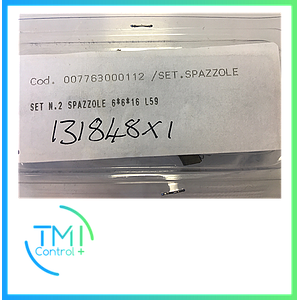 Cod. 007763000112 /SET.SPAZZOLE
SET N.2 SPAZZOLE 6*6*16 L59
131848X1
TMI
Control +